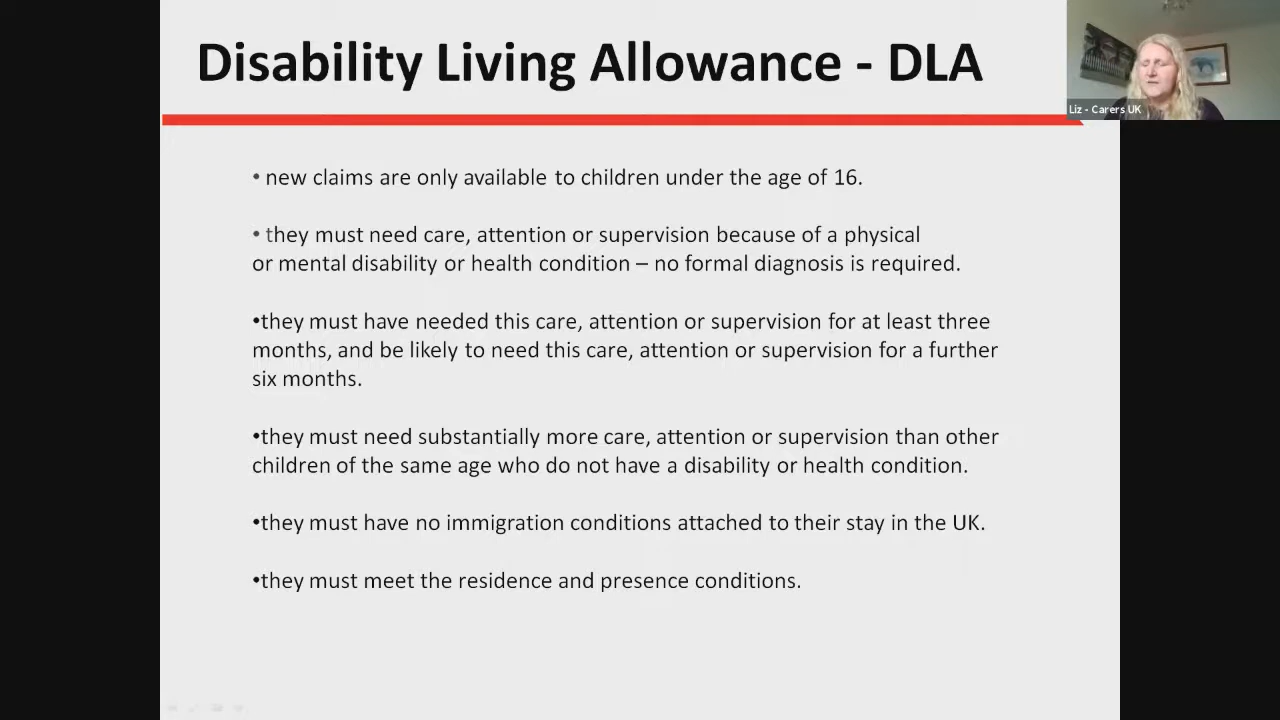 Disability Living Allowance - DLA
Liz - Carers UK
• new claims are only available to children under the age of 16.
• they must need care, attention or supervision because of a physical
or mental disability or health condition – no formal diagnosis is required.
•they must have needed this care, attention or supervision for at least three
months, and be likely to need this care, attention or supervision for a further
six months.
•they must need substantially more care, attention or supervision than other
children of the same age who do not have a disability or health condition.
•they must have no immigration conditions attached to their stay in the UK.
•they must meet the residence and presence conditions.